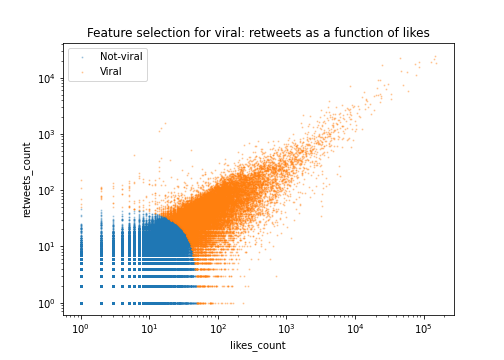 Feature selection for viral: retweets as a function of likes
Not-viral
Viral
retweets_count
10⁴
10³
10²
10¹
10⁰
10⁰ 10¹ 10² 10³ 10⁴ 10⁵
likes_count